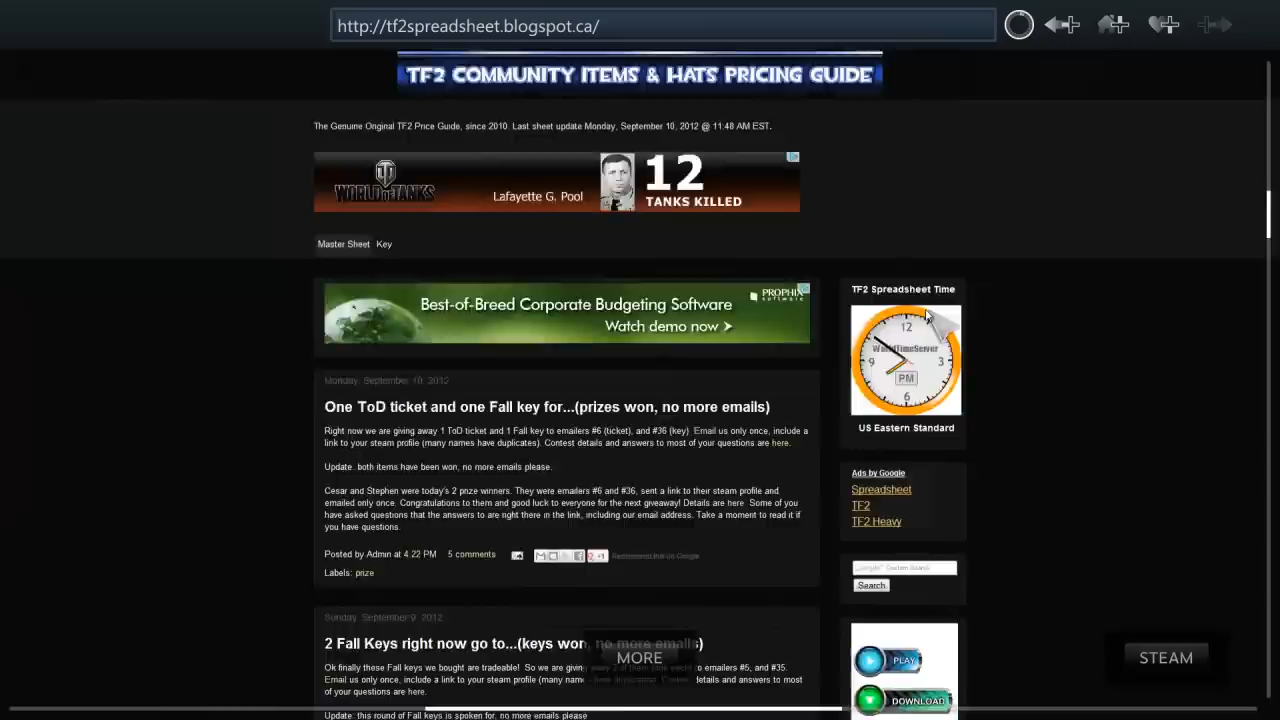 http://tf2spreadsheet.blogspot.ca/
TF2 COMMUNITY ITEMS & HATS PRICING GUIDE
The Genuine Original TF2 Price Guide, since 2010. Last sheet update Monday, September 10, 2012 @ 11:48 AM EST.
WORLD OF TANKS
Lafayette G. Pool
12
TANKS KILLED
Master Sheet Key
Best-of-Breed Corporate Budgeting Software
Watch demo now >
PROPHIX
software
TF2 Spreadsheet Time
12
WorldTimeServer
9
3
PM
6
US Eastern Standard
Monday, September 10, 2012
One ToD ticket and one Fall key for...(prizes won, no more emails)
Right now we are giving away 1 ToD ticket and 1 Fall key to emailers #6 (ticket), and #36 (key). Email us only once, include a
link to your steam profile (many names have duplicates). Contest details and answers to most of your questions are here.
Update: both items have been won, no more emails please.
Cesar and Stephen were today's 2 prize winners. They were emailers #6 and #36, sent a link to their steam profile and
emailed only once. Congratulations to them and good luck to everyone for the next giveaway! Details are here. Some of you
have asked questions that the answers to are right there in the link, including our email address. Take a moment to read it if
you have questions.
Posted by Admin at 4:22 PM 5 comments
+1 Recommend this on Google
Labels: prize
Ads by Google
Spreadsheet
TF2
TF2 Heavy
Google Custom Search
Search
Sunday, September 9, 2012
2 Fall Keys right now go to...(keys won, no more emails)
Ok finally these Fall keys we bought are tradeable! So we are giving away 2 of them to emailers #5, and #35.
Email us only once, include a link to your steam profile (many names have duplicates). Contest details and answers to most
of your questions are here.
Update: this round of Fall keys is spoken for, no more emails please
MORE
STEAM
PLAY
DOWNLOAD